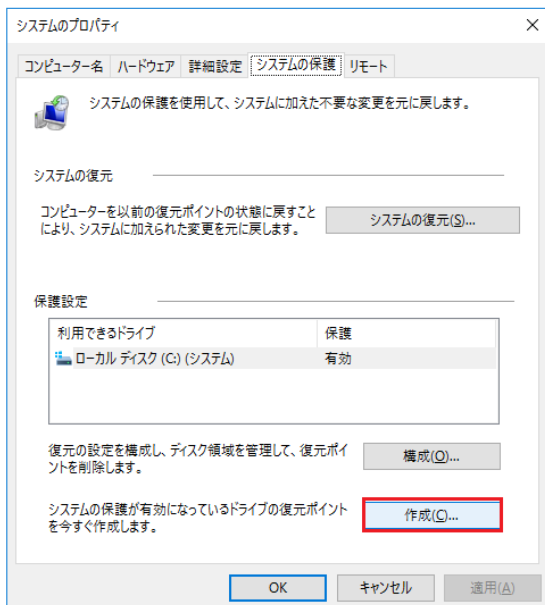 システムのプロパティ
コンピューター名 ハードウェア 詳細設定 システムの保護 リモート
システムの保護を使用して、システムに加えた不要な変更を元に戻します。
システムの復元
コンピューターを以前の復元ポイントの状態に戻すこと
により、システムに加えられた変更を元に戻します。
システムの復元(S)...
保護設定
利用できるドライブ 保護
ローカル ディスク (C:) (システム) 有効
復元の設定を構成し、ディスク領域を管理して、復元ポイ
ントを削除します。
構成(O)...
システムの保護が有効になっているドライブの復元ポイント
を今すぐ作成します。
作成(C)...
OK キャンセル 適用(A)